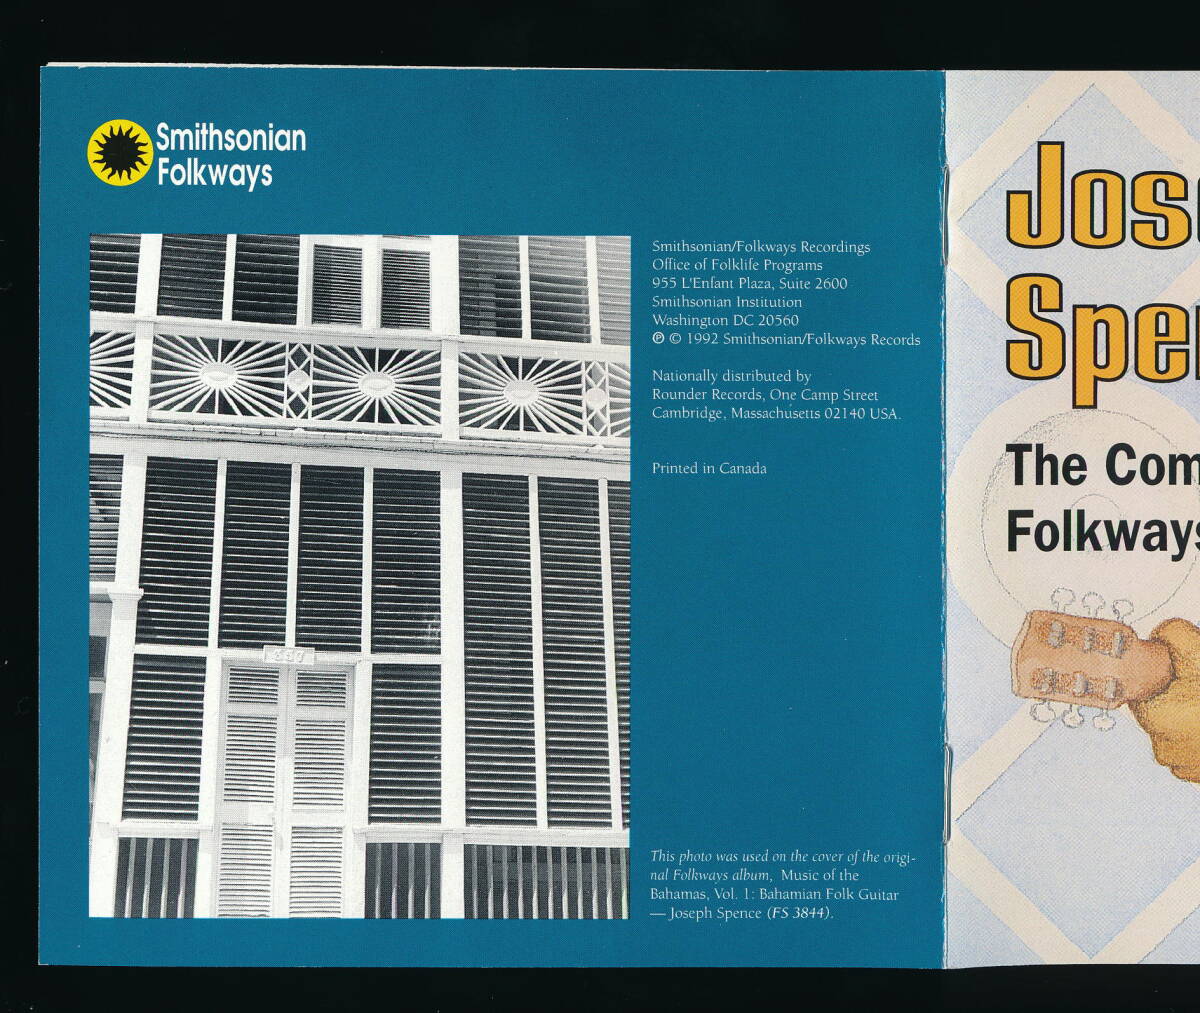 Smithsonian
Folkways
Smithsonian/Folkways Recordings
Office of Folklife Programs
955 L'Enfant Plaza, Suite 2600
Smithsonian Institution
Washington DC 20560
℗ © 1992 Smithsonian/Folkways Records
Nationally distributed by
Rounder Records, One Camp Street
Cambridge, Massachusetts 02140 USA.
Printed in Canada
This photo was used on the cover of the origi-
nal Folkways album, Music of the
Bahamas, Vol. 1: Bahamian Folk Guitar
— Joseph Spence (FS 3844).
Jose
Spe
The Com
Folkways